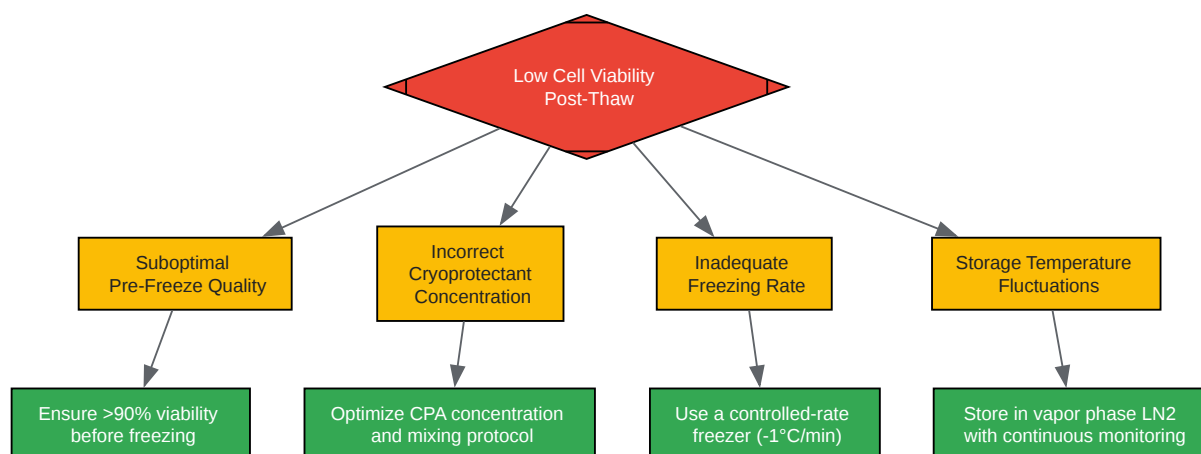 Low Cell Viability
Post-Thaw
Suboptimal
Pre-Freeze Quality
Incorrect
Cryoprotectant
Concentration
Inadequate
Freezing Rate
Storage Temperature
Fluctuations
Ensure >90% viability
before freezing
Optimize CPA concentration
and mixing protocol
Use a controlled-rate
freezer (-1°C/min)
Store in vapor phase LN2
with continuous monitoring